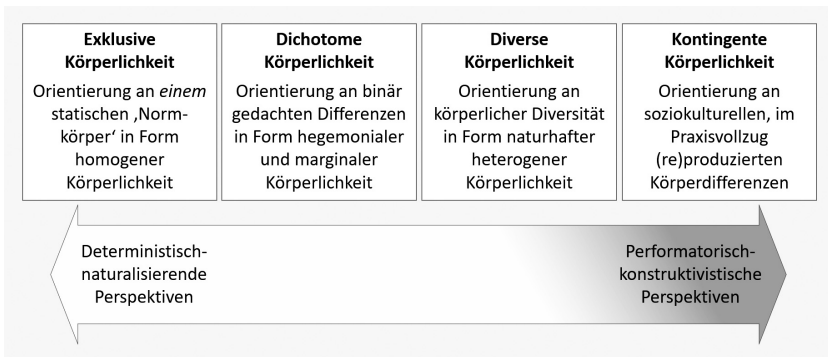 Exklusive
Körperlichkeit
Orientierung an einem
statischen ‚Norm-
körper‘ in Form
homogener
Körperlichkeit
Dichotome
Körperlichkeit
Orientierung an binär
gedachten Differenzen
in Form hegemonialer
und marginaler
Körperlichkeit
Diverse
Körperlichkeit
Orientierung an
körperlicher Diversität
in Form naturhafter
heterogener
Körperlichkeit
Kontingente
Körperlichkeit
Orientierung an
soziokulturellen, im
Praxisvollzug
(re)produzierten
Körperdifferenzen
Deterministisch-
naturalisierende
Perspektiven
Performatorisch-
konstruktivistische
Perspektiven